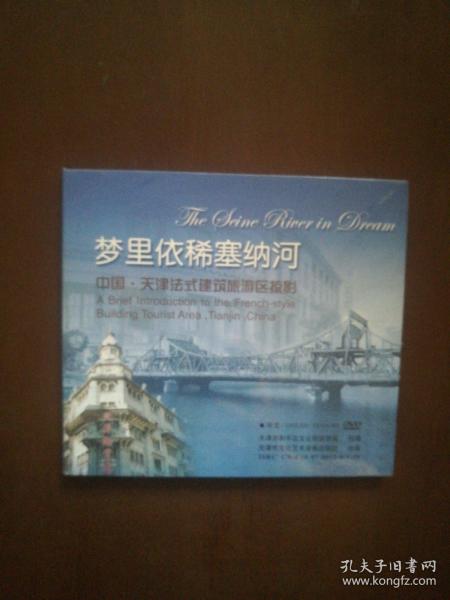 The Seine River in Dream
梦里依稀塞纳河
中国·天津法式建筑旅游区投影
A Brief Introduction to the French-style
Building Tourist Area ,Tianjin ,China
DVD
孔夫子旧书网
www.kongfz.com